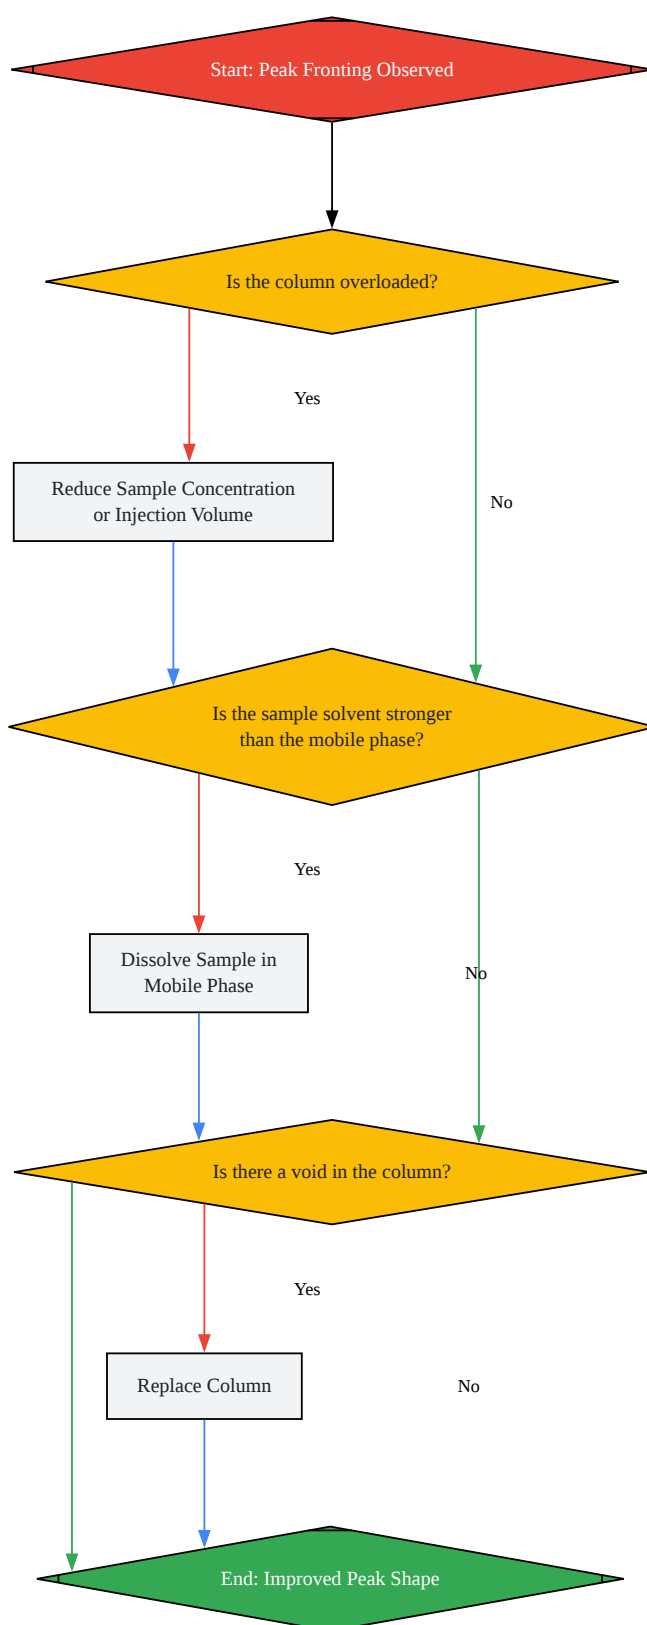 Start: Peak Fronting Observed
Is the column overloaded?
Yes
Reduce Sample Concentration
or Injection Volume
No
Is the sample solvent stronger
than the mobile phase?
Yes
Dissolve Sample in
Mobile Phase
No
Is there a void in the column?
Yes
Replace Column
No
End: Improved Peak Shape